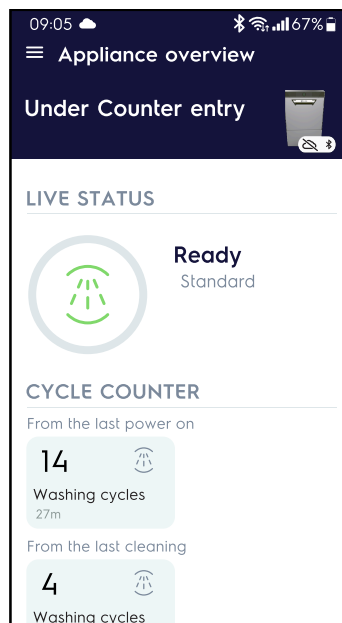 09:05 67%
Appliance overview
Under Counter entry
LIVE STATUS
Ready
Standard
CYCLE COUNTER
From the last power on
14
Washing cycles
27m
From the last cleaning
4
Washing cycles